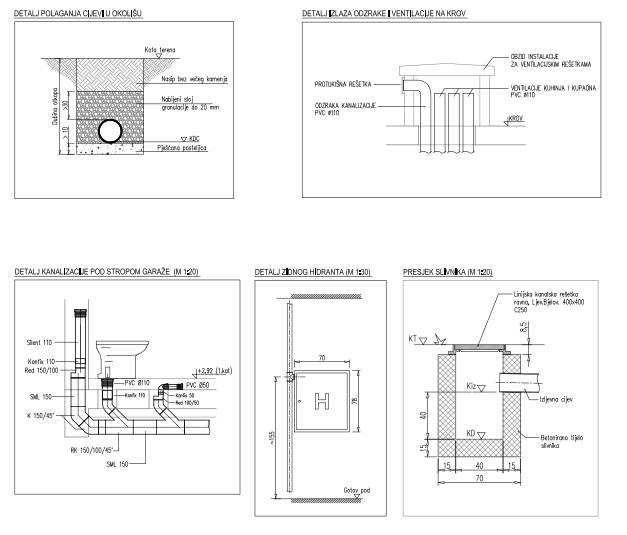 DETALJ POLAGANJA CIJEVI U OKOLIŠU
Kota terena
Nasip bez većeg kamenja
Nabijeni sloj
granulacije do 20 mm
KDC
Pješčana posteljica
Dubina otkopa
>30
> 10
DETALJ IZLAZA ODZRAKE I VENTILACIJE NA KROV
OBZID INSTALACIJE
ZA VENTILACIJSKIM REŠETKAMA
PROTUKIŠNA REŠETKA
VENTILACIJE KUHINJA I KUPAONA
PVC ø110
ODZRAKA KANALIZACIJE
PVC ø110
KROV
DETALJ KANALIZACIJE POD STROPOM GARAŽE (M 1:20)
Silent 110
Konfix 110
Red 150/100
SML 150
K 150/45°
PVC Ø110
Konfix 110
+2,92 (1.kat)
PVC Ø50
Konfix 50
Red 100/50
RK 150/100/45°
SML 150
DETALJ ZIDNOG HIDRANTA (M 1:30)
70
H
78
~155
Gotov pod
PRESJEK SLIVNIKA (M 1:20)
Linijska kanalska rešetka
ravna, Ljev.Bjelov. 400x400
C250
KT
8,5
Kiz
Izljevna cijev
40
KD
Betonirano tijelo
slivnika
15
15
40
15
70